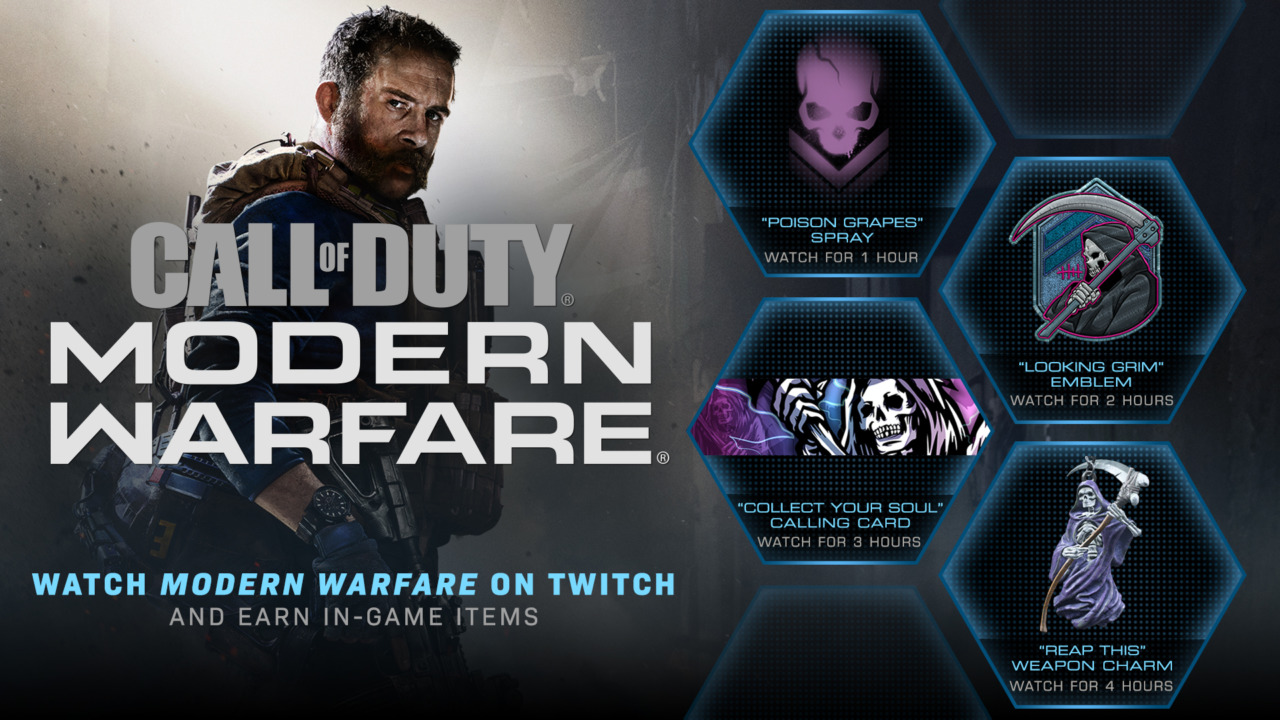 CALL OF DUTY®
MODERN
WARFARE®
WATCH MODERN WARFARE ON TWITCH
AND EARN IN-GAME ITEMS
"POISON GRAPES"
SPRAY
WATCH FOR 1 HOUR
"LOOKING GRIM"
EMBLEM
WATCH FOR 2 HOURS
"COLLECT YOUR SOUL"
CALLING CARD
WATCH FOR 3 HOURS
"REAP THIS"
WEAPON CHARM
WATCH FOR 4 HOURS